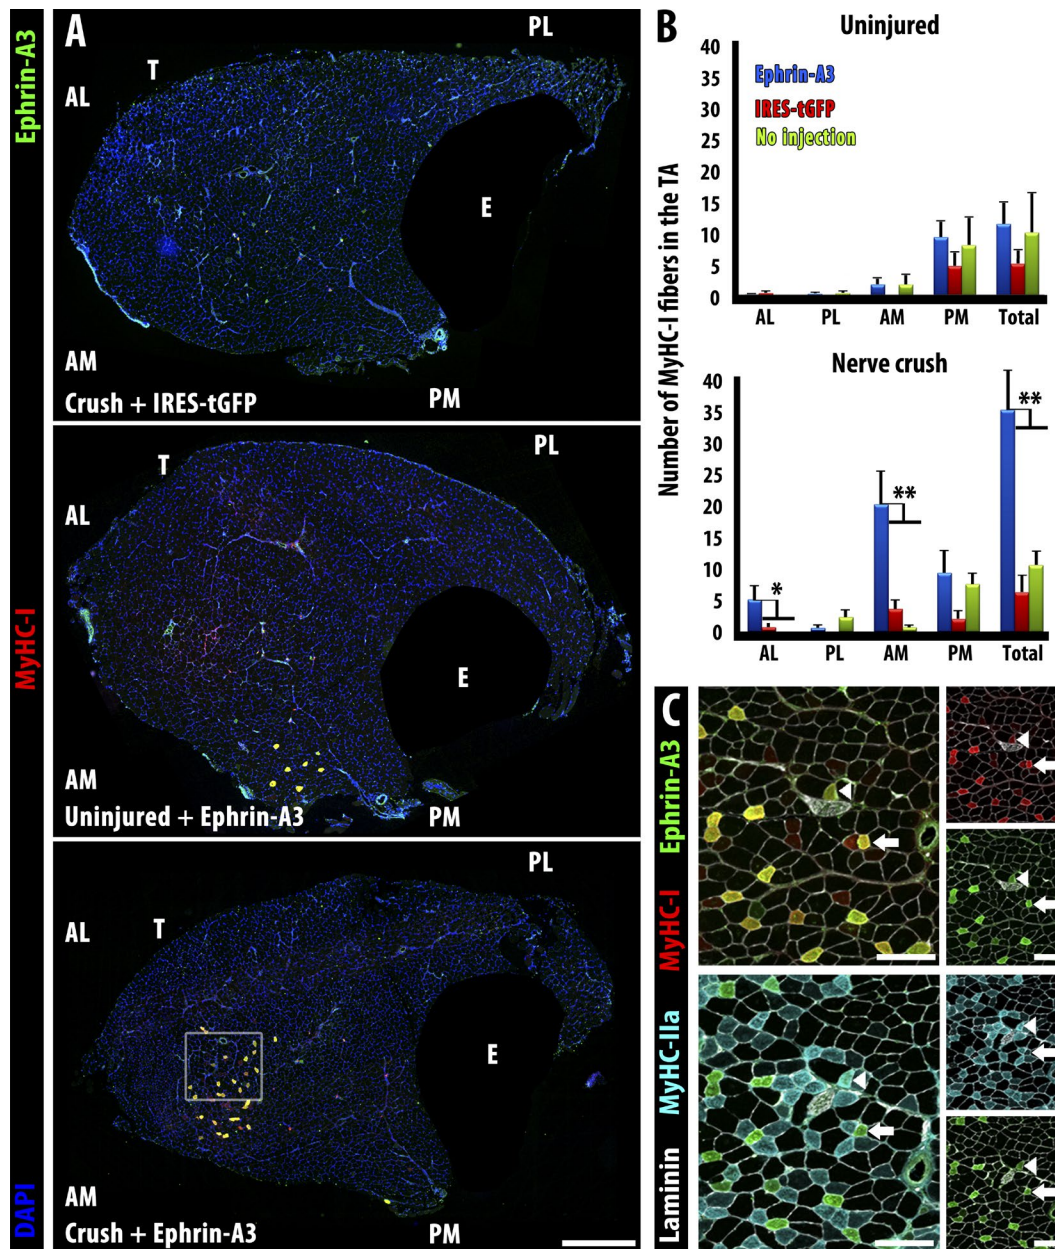 Ephrin-A3
MyHC-I
DAPI
A
PL
T
AL
E
AM
PM
Crush + IRES-tGFP
PL
T
AL
E
AM
PM
Uninjured + Ephrin-A3
PL
T
AL
E
AM
PM
Crush + Ephrin-A3
B
Uninjured
Number of MyHC-I fibers in the TA
40
35
30
25
20
15
10
5
0
Ephrin-A3
IRES-tGFP
No injection
AL PL AM PM Total
Nerve crush
40
35
30
25
20
15
10
5
0
*
**
**
AL PL AM PM Total
C
Ephrin-A3
MyHC-I
MyHC-IIa
Laminin